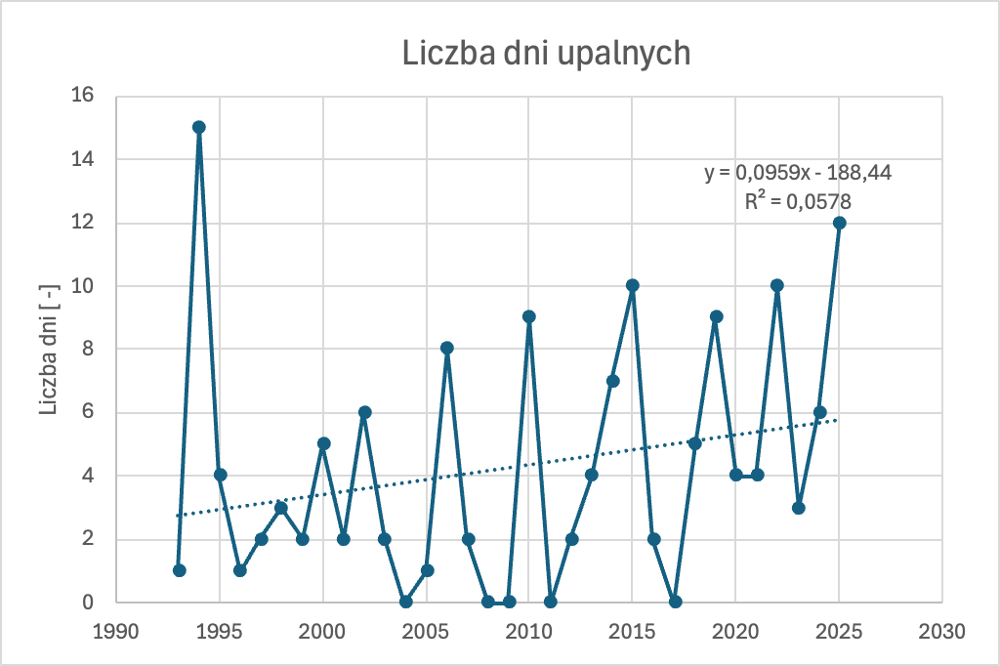 Liczba dni upalnych
16
14
12
10
8
6
4
2
0
Liczba dni [ -]
y = 0,0959x - 188,44
R² = 0,0578
1990 1995 2000 2005 2010 2015 2020 2025 2030